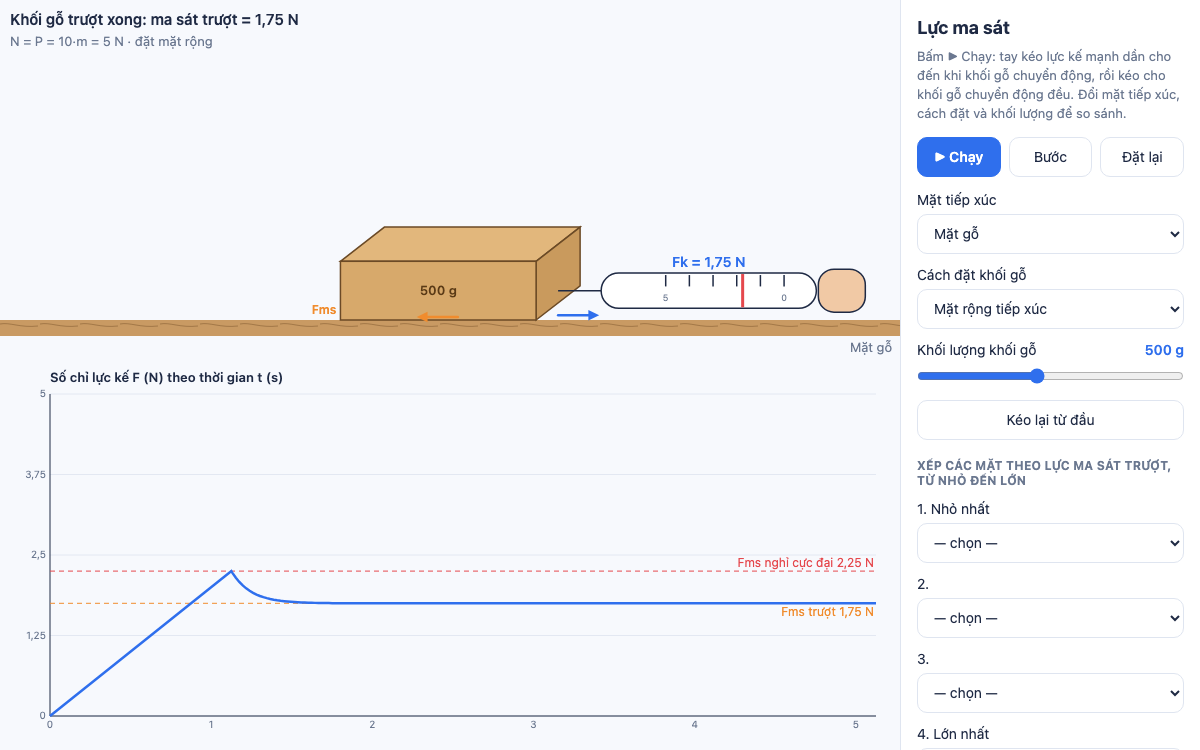 Khối gỗ trượt xong: ma sát trượt = 1,75 N
N = P = 10·m = 5 N · đặt mặt rộng
Fk = 1,75 N
500 g
5
0
Fms
Mặt gỗ
Số chỉ lực kế F (N) theo thời gian t (s)
5
3,75
2,5
1,25
0
Fms nghỉ cực đại 2,25 N
Fms trượt 1,75 N
0
1
2
3
4
5
Lực ma sát
Bấm ▶ Chạy: tay kéo lực kế mạnh dần cho
đến khi khối gỗ chuyển động, rồi kéo cho
khối gỗ chuyển động đều. Đổi mặt tiếp xúc,
cách đặt và khối lượng để so sánh.
▶ Chạy
Bước
Đặt lại
Mặt tiếp xúc
Mặt gỗ
Cách đặt khối gỗ
Mặt rộng tiếp xúc
Khối lượng khối gỗ 500 g
Kéo lại từ đầu
XẾP CÁC MẶT THEO LỰC MA SÁT TRƯỢT,
TỪ NHỎ ĐẾN LỚN
1. Nhỏ nhất
— chọn —
2.
— chọn —
3.
— chọn —
4. Lớn nhất